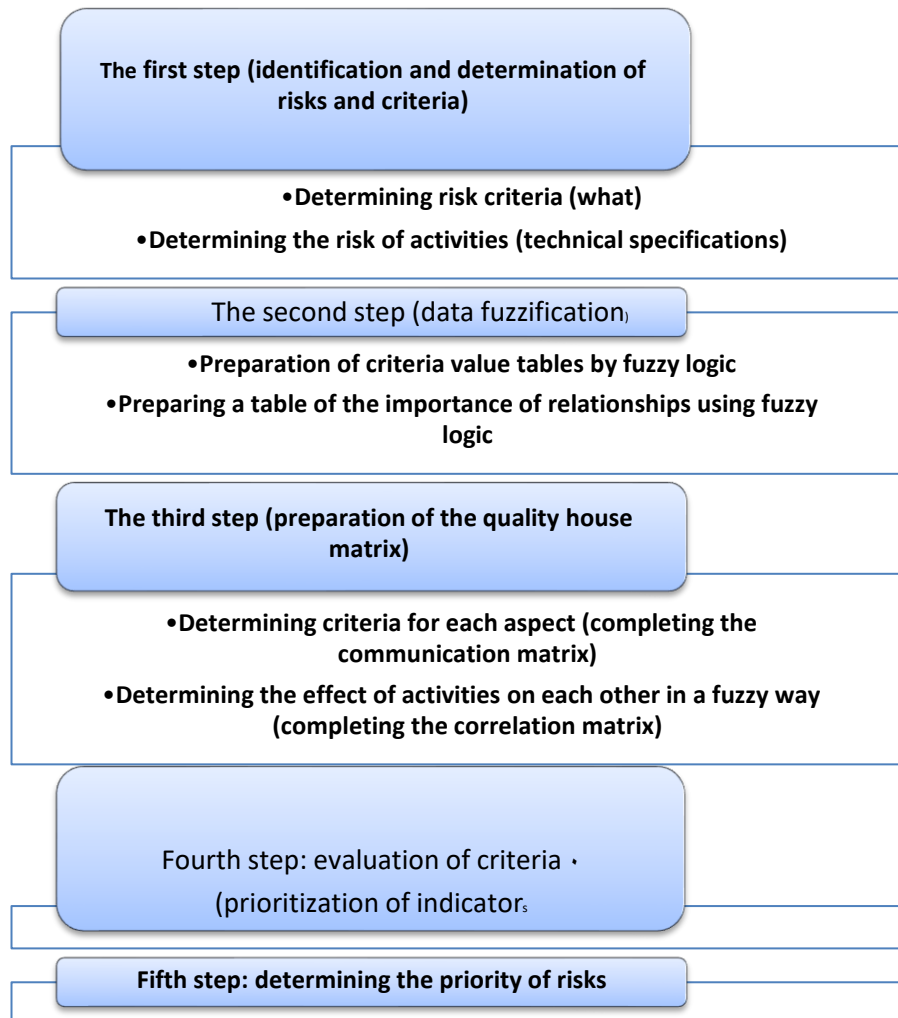 The first step (identification and determination of
risks and criteria)
•Determining risk criteria (what)
•Determining the risk of activities (technical specifications)
The second step (data fuzzification)
•Preparation of criteria value tables by fuzzy logic
•Preparing a table of the importance of relationships using fuzzy
logic
The third step (preparation of the quality house
matrix)
•Determining criteria for each aspect (completing the
communication matrix)
•Determining the effect of activities on each other in a fuzzy way
(completing the correlation matrix)
Fourth step: evaluation of criteria
(prioritization of indicators
Fifth step: determining the priority of risks